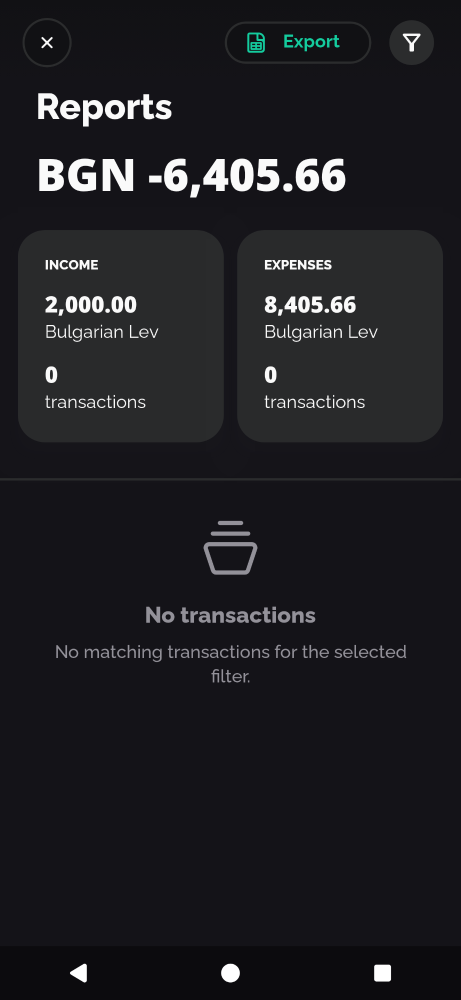 Export
Reports
BGN -6,405.66
INCOME
2,000.00
Bulgarian Lev
0
transactions
EXPENSES
8,405.66
Bulgarian Lev
0
transactions
No transactions
No matching transactions for the selected
filter.